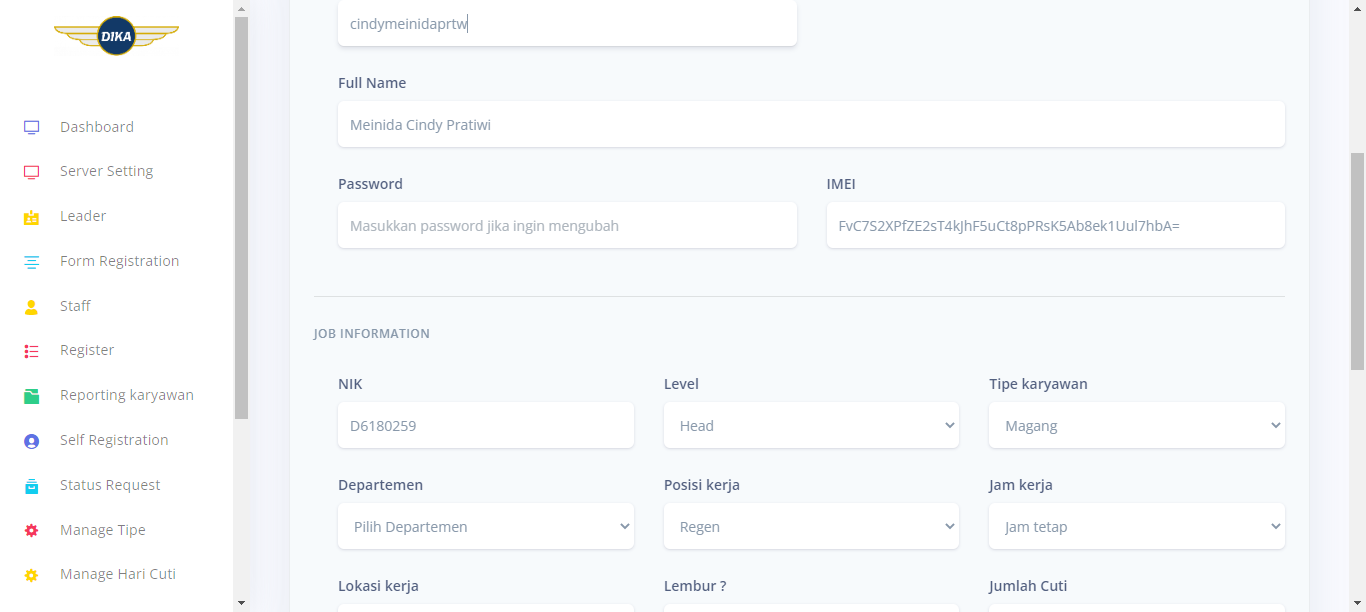 DIKA
Dashboard
Server Setting
Leader
Form Registration
Staff
Register
Reporting karyawan
Self Registration
Status Request
Manage Tipe
Manage Hari Cuti
cindymeinidaprtw
Full Name
Meinida Cindy Pratiwi
Password
IMEI
Masukkan password jika ingin mengubah
FvC7S2XPfZE2sT4kJhF5uCt8pPRsK5Ab8ek1Uul7hbA=
JOB INFORMATION
NIK
Level
Tipe karyawan
D6180259
Head
Magang
Departemen
Posisi kerja
Jam kerja
Pilih Departemen
Regen
Jam tetap
Lokasi kerja
Lembur ?
Jumlah Cuti